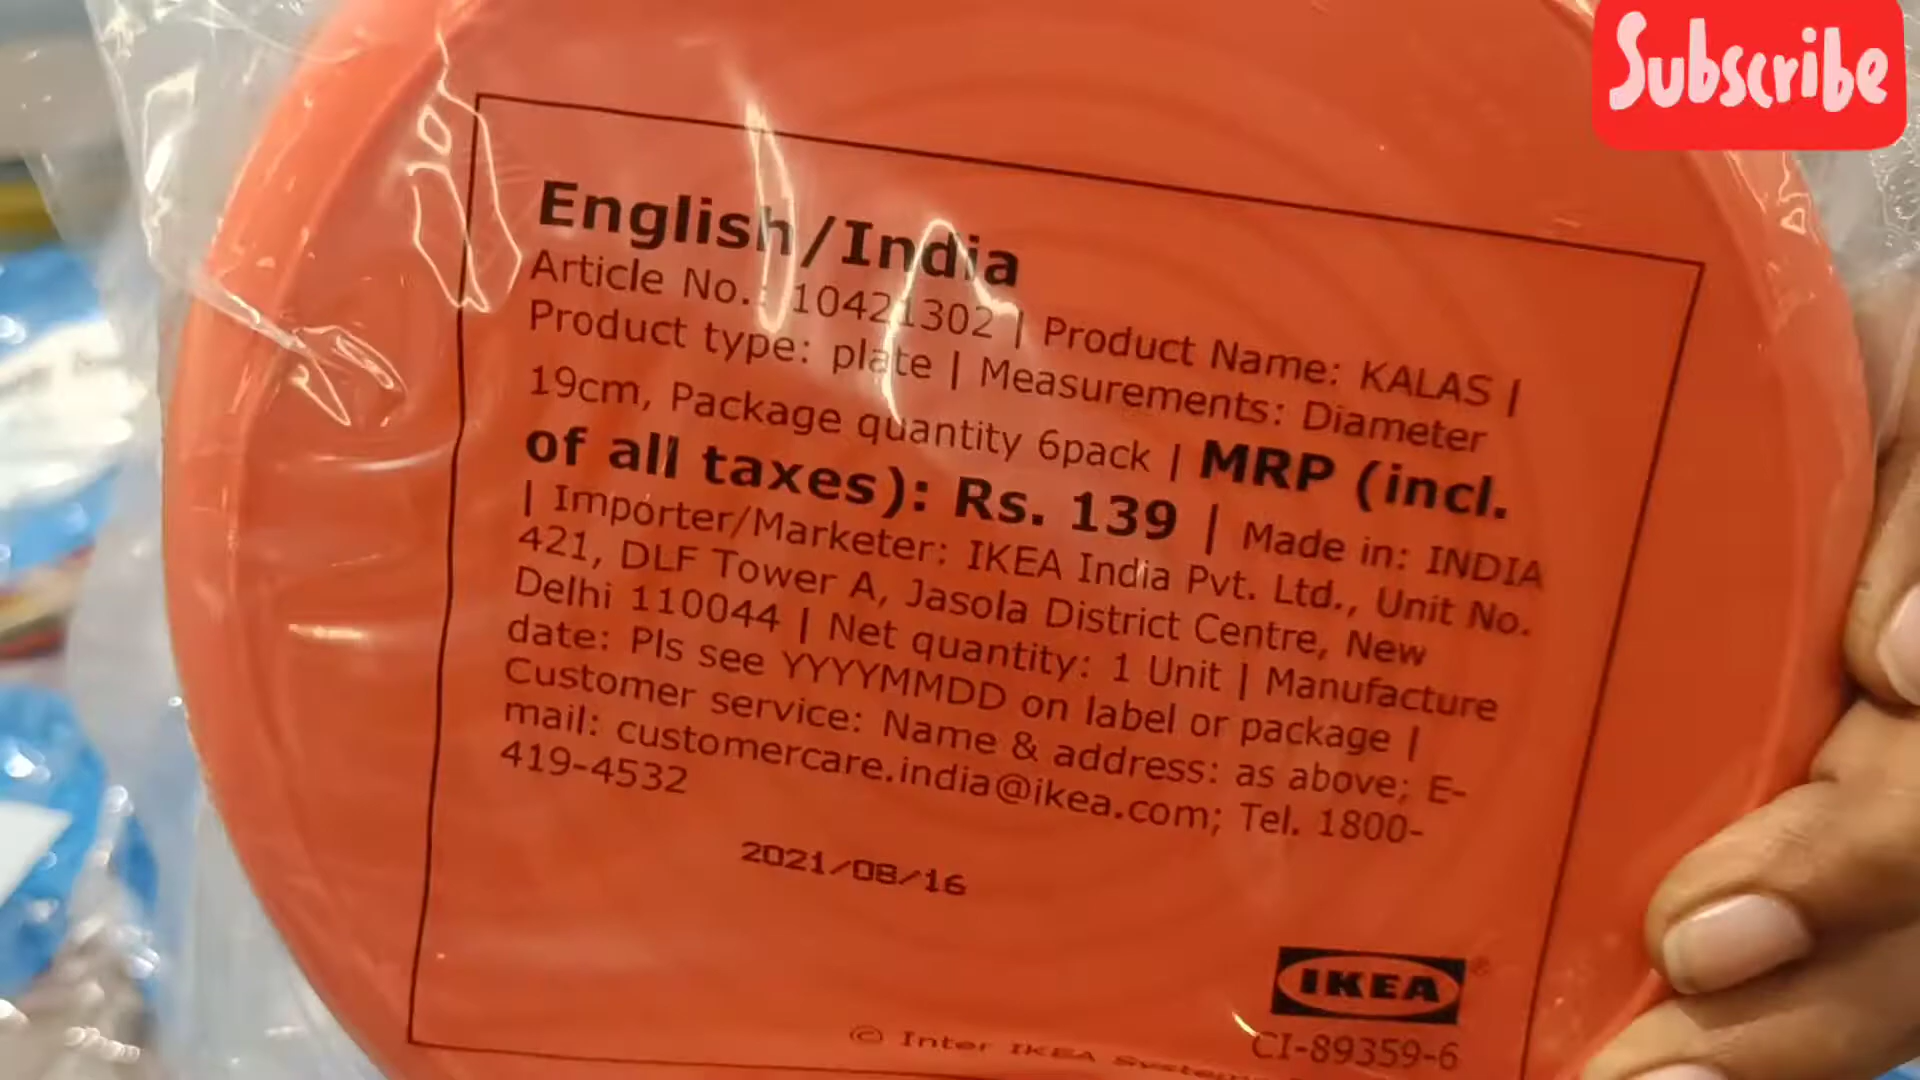 Subscribe
English/India
Article No.: 10421302 | Product Name: KALAS |
Product type: plate | Measurements: Diameter
19cm, Package quantity 6pack | MRP (incl.
of all taxes): Rs. 139 | Made in: INDIA
| Importer/Marketer: IKEA India Pvt. Ltd., Unit No.
421, DLF Tower A, Jasola District Centre, New
Delhi 110044 | Net quantity: 1 Unit | Manufacture
date: Pls see YYYYMMDD on label or package |
Customer service: Name & address: as above; E-
mail: customercare.india@ikea.com; Tel. 1800-
419-4532
2021/08/16
IKEA
CI-89359-6
© Inter IKEA Systems